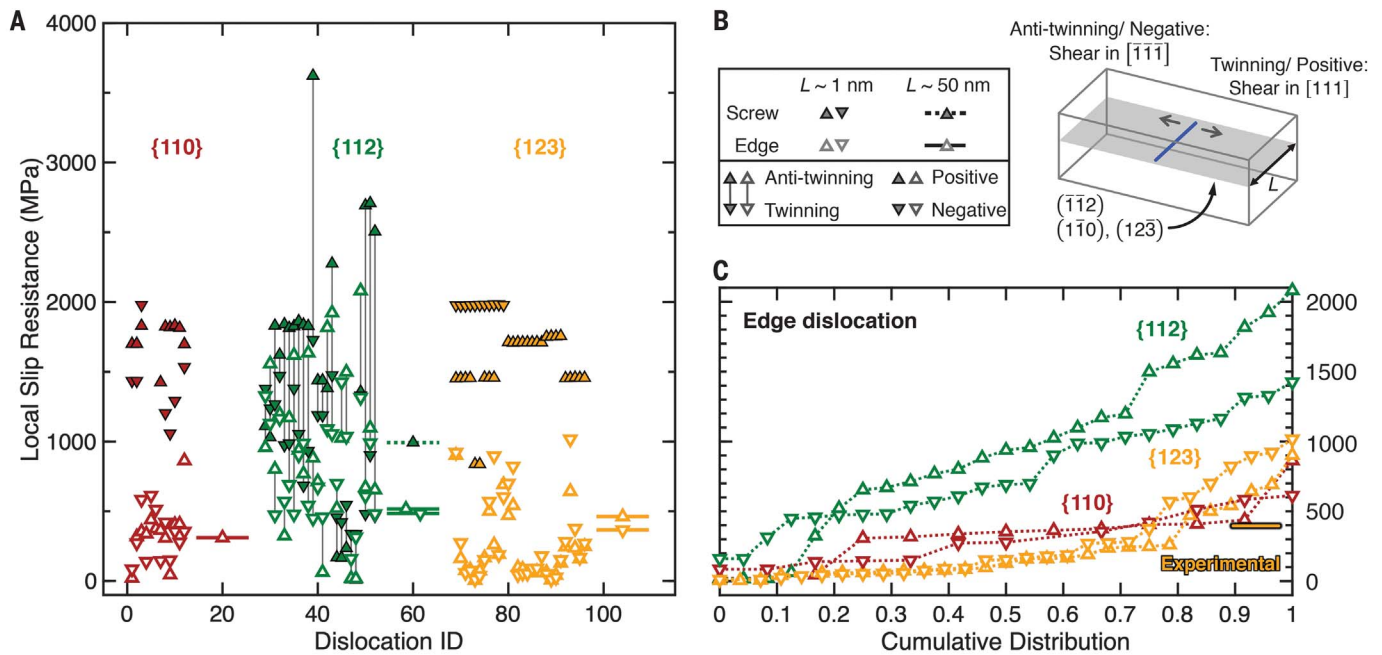 A
4000
3000
2000
1000
0
Local Slip Resistance (MPa)
{110}
{112}
{123}
0
20
40
60
80
100
Dislocation ID
B
L ~ 1 nm
L ~ 50 nm
Screw
Edge
Anti-twinning
Positive
Twinning
Negative
Anti-twinning/ Negative:
Shear in [1̅1̅1̅]
Twinning/ Positive:
Shear in [111]
L
(1̅1̅2)
(11̅0), (123̅)
C
Edge dislocation
{112}
{123}
{110}
Experimental
2000
1500
1000
500
0
0
0.1
0.2
0.3
0.4
0.5
0.6
0.7
0.8
0.9
1
Cumulative Distribution